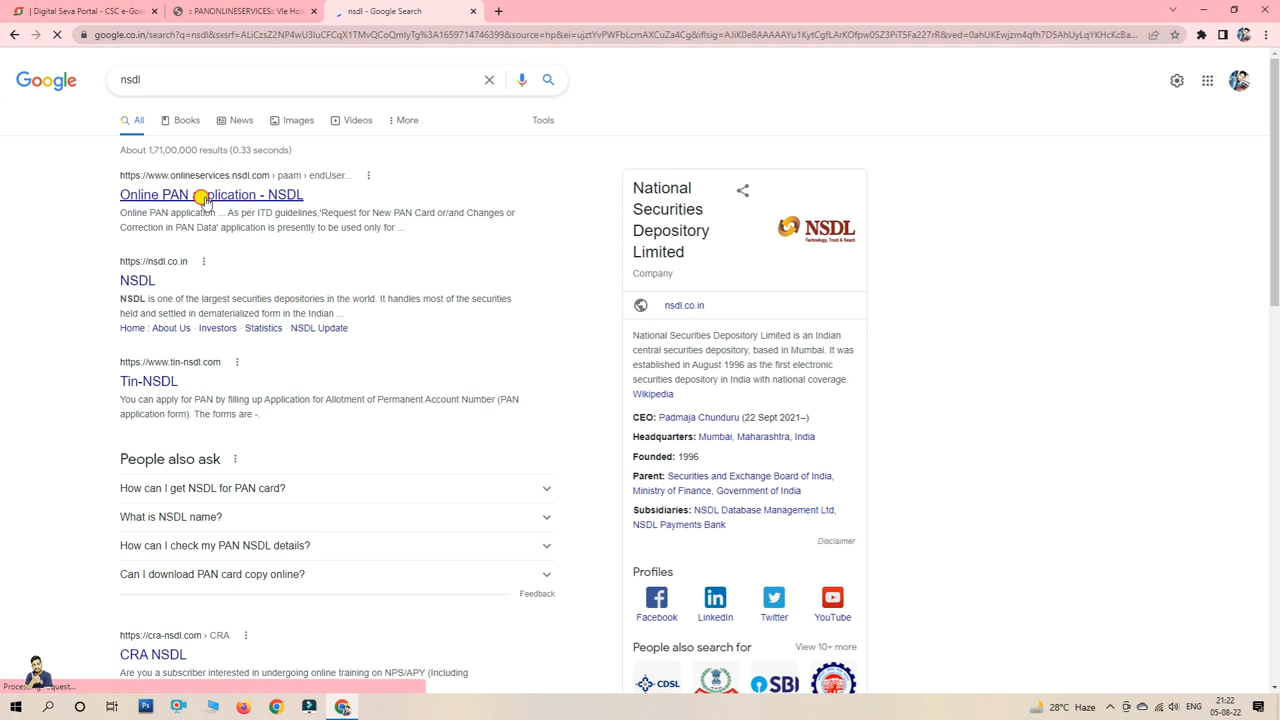 Digital Seva Portal - CSC e-Gov
:: PANONLINESERVICES:: Vle Hom
nsdl - Google Search
google.co.in/search?q=nsdl&sxsrf=
Google
nsdl
All
Books
News
Images
Videos
More
Tools
About 1,71,00,000 results (0.33 seconds)
https://www.onlineservices.nsdl.com › paam › endUser...
Online PAN application - NSDL
Online PAN application ... As per ITD guidelines,'Request for New PAN Card or/and Changes or
Correction in PAN Data' application is presently to be used only for ...
https://nsdl.co.in
NSDL
NSDL is one of the largest securities depositories in the world. It handles most of the securities
held and settled in dematerialized form in the Indian ...
Home : About Us · Investors · Statistics · NSDL Update
https://www.tin-nsdl.com
Tin-NSDL
You can apply for PAN by filling up Application for Allotment of Permanent Account Number (PAN
application form). The forms are -.
People also ask
How can I get NSDL for PAN card?
What is NSDL name?
How can I check my PAN NSDL details?
Can I download PAN card copy online?
Feedback
https://cra-nsdl.com › CRA
CRA NSDL
Are you a subscriber interested in undergoing online training on NPS/APY (Including
National
Securities
Depository
Limited
Company
NSDL
Technology, Trust & Reach
nsdl.co.in
National Securities Depository Limited is an Indian
central securities depository, based in Mumbai. It was
established in August 1996 as the first electronic
securities depository in India with national coverage.
Wikipedia
CEO: Padmaja Chunduru (22 Sept 2021–)
Headquarters: Mumbai, Maharashtra, India
Founded: 1996
Parent: Securities and Exchange Board of India,
Ministry of Finance, Government of India
Subsidiaries: NSDL Database Management Ltd,
NSDL Payments Bank
Disclaimer
Profiles
Facebook
LinkedIn
Twitter
YouTube
People also search for
View 10+ more
CDSL
SBI
Processing request...
Ps
28°C Haze
21:22
05-08-22